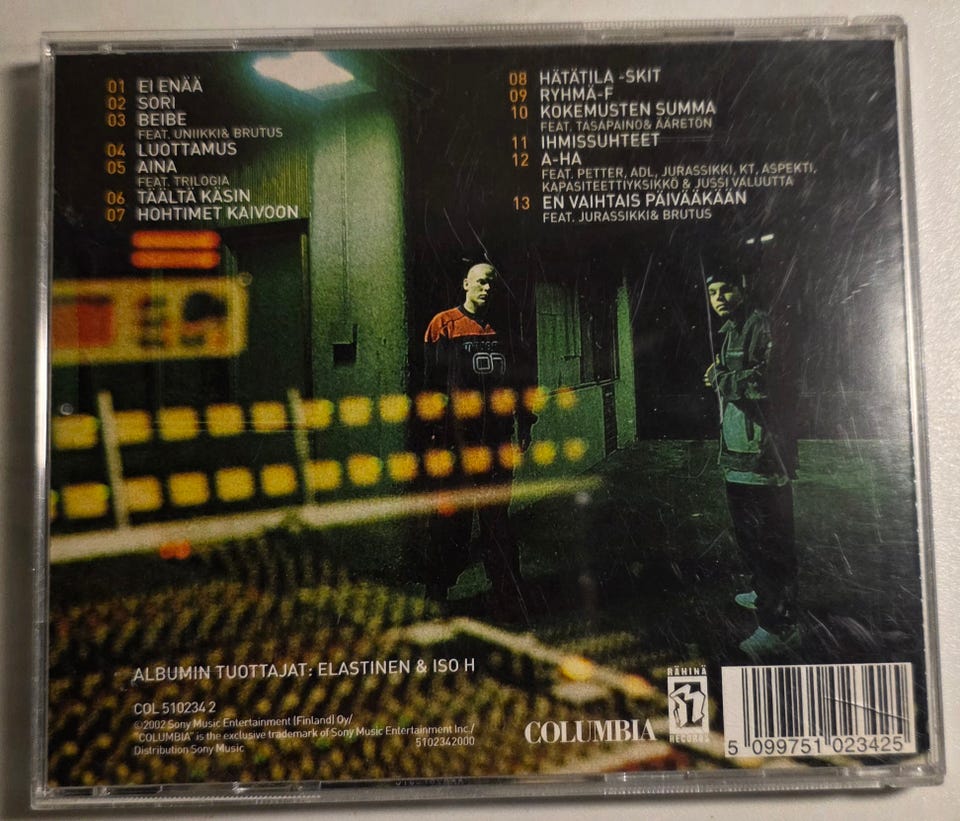 01 EI ENÄÄ
02 SORI
03 BEIBE
FEAT. UNIIKKI& BRUTUS
04 LUOTTAMUS
05 AINA
FEAT. TRILOGIA
06 TÄÄLTÄ KÄSIN
07 HOHTIMET KAIVOON
08 HÄTÄTILA -SKIT
09 RYHMÄ-F
10 KOKEMUSTEN SUMMA
FEAT. TASAPAINO& ÄÄRETÖN
11 IHMISSUHTEET
12 A-HA
FEAT. PETTER, ADL, JURASSIKKI, KT, ASPEKTI,
KAPASITEETTIYKSIKKÖ & JUSSI VALUUTTA
13 EN VAIHTAIS PÄIVÄÄKÄÄN
FEAT. JURASSIKKI& BRUTUS
07
ALBUMIN TUOTTAJAT: ELASTINEN & ISO H
COL 510234 2
©2002 Sony Music Entertainment (Finland) Oy/
"COLUMBIA" is the exclusive trademark of Sony Music Entertainment Inc./
Distribution Sony Music
5102342000
COLUMBIA
RÄHINÄ
RECORDS
5 099751 023425